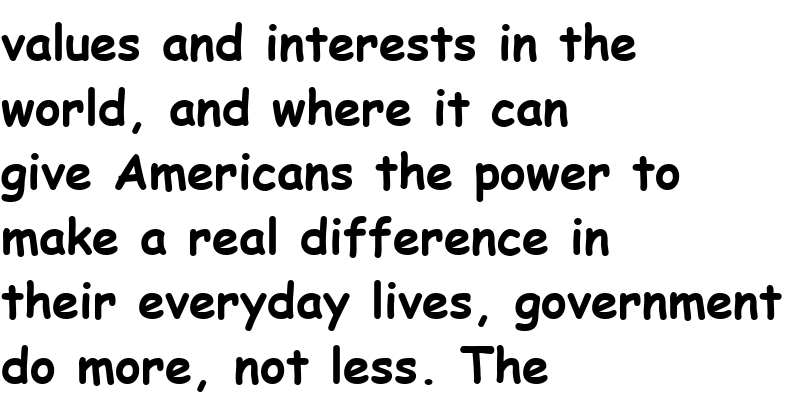 values and interests in the
world, and where it can
give Americans the power to
make a real difference in
their everyday lives, government
do more, not less. The